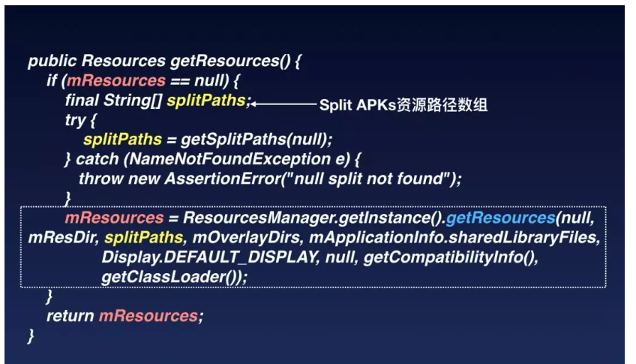 public Resources getResources() {
if (mResources == null) {
final String[] splitPaths; Split APKs资源路径数组
try {
splitPaths = getSplitPaths(null);
} catch (NameNotFoundException e) {
throw new AssertionError("null split not found");
}
mResources = ResourcesManager.getInstance().getResources(null,
mResDir, splitPaths, mOverlayDirs, mApplicationInfo.sharedLibraryFiles,
Display.DEFAULT_DISPLAY, null, getCompatibilityInfo(),
getClassLoader());
}
return mResources;
}